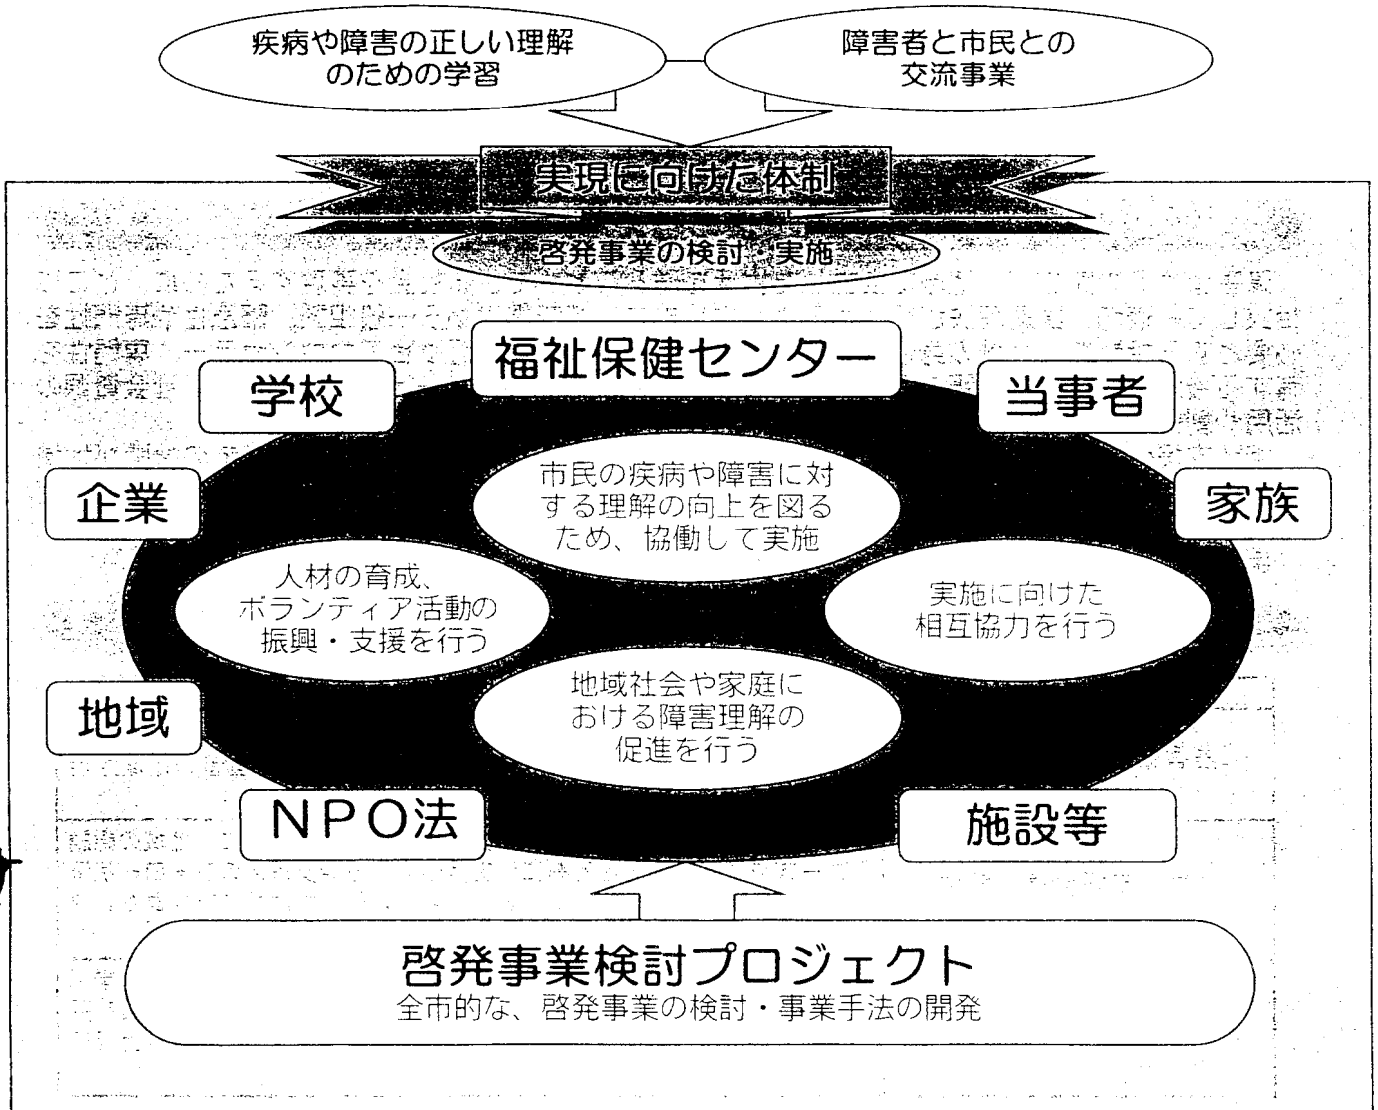 疾病や障害の正しい理解
のための学習
障害者と市民との
交流事業
実現に向けた体制
啓発事業の検討・実施
福祉保健センター
学校
当事者
企業
家族
市民の疾病や障害に対
する理解の向上を図る
ため、協働して実施
人材の育成、
ボランティア活動の
振興・支援を行う
実施に向けた
相互協力を行う
地域社会や家庭に
おける障害理解の
促進を行う
地域
NPO法
施設等
啓発事業検討プロジェクト
全市的な、啓発事業の検討・事業手法の開発